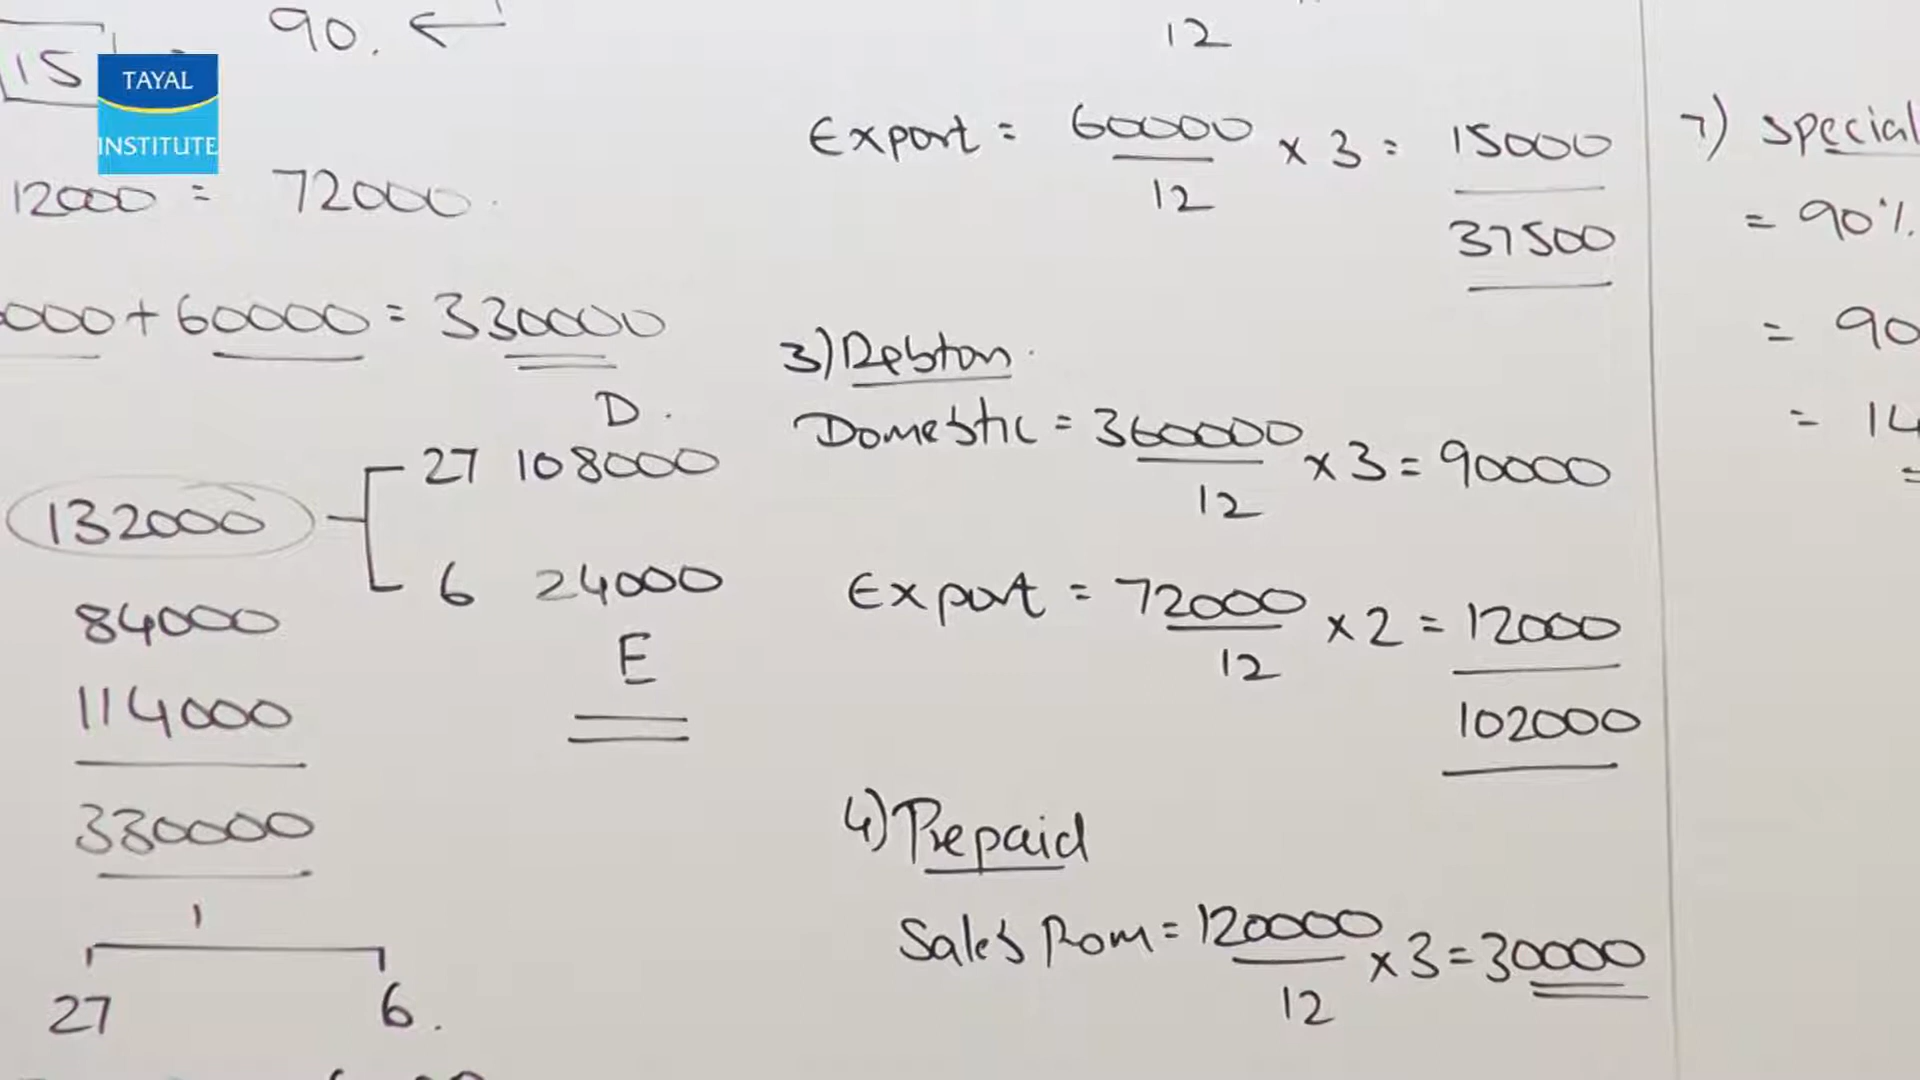 90. ←
15
TAYAL
INSTITUTE
12000 = 72000.
000 + 60000 = 330000
D.
27 108000
132000
6 24000
E
84000
114000
330000
1
27 6.
12
Export = 60000 x 3 = 15000
12
37500
3) Debtors.
Domestic = 360000 x 3 = 90000
12
Export = 72000 x 2 = 12000
12
102000
4) Prepaid
Sales Prom = 120000 x 3 = 30000
12
7) Special
= 90%.
= 90
= 14
=